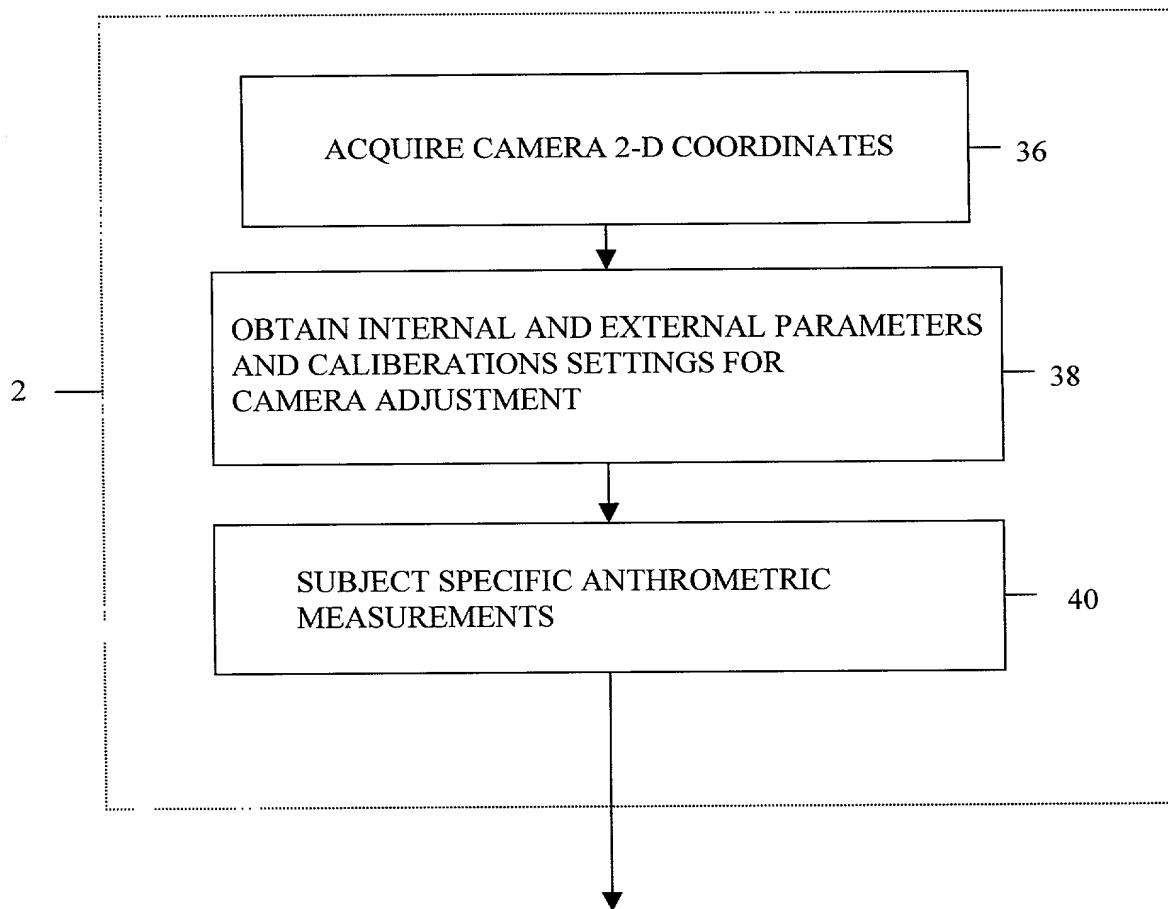 ACQUIRE CAMERA 2-D COORDINATES
36
OBTAIN INTERNAL AND EXTERNAL PARAMETERS
AND CALIBERATIONS SETTINGS FOR
CAMERA ADJUSTMENT
38
2
SUBJECT SPECIFIC ANTHROMETRIC
MEASUREMENTS
40